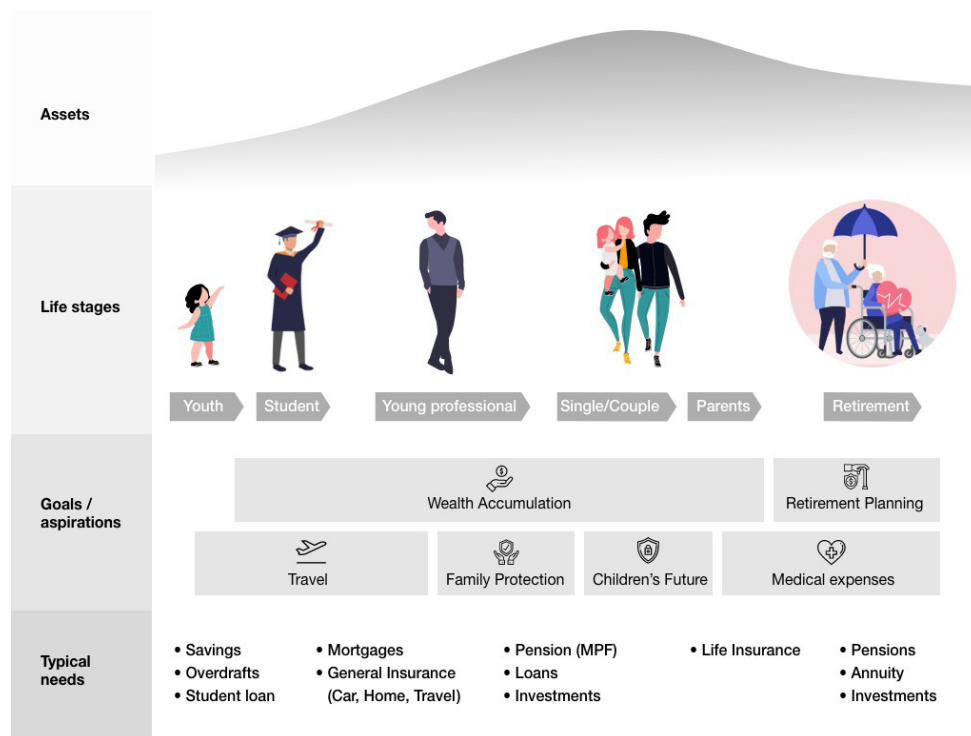 Assets
Life stages
Youth
Student
Young professional
Single/Couple
Parents
Retirement
Goals /
aspirations
Wealth Accumulation
Retirement Planning
Travel
Family Protection
Children's Future
Medical expenses
Typical
needs
• Savings
• Overdrafts
• Student loan
• Mortgages
• General Insurance
(Car, Home, Travel)
• Pension (MPF)
• Loans
• Investments
• Life Insurance
• Pensions
• Annuity
• Investments